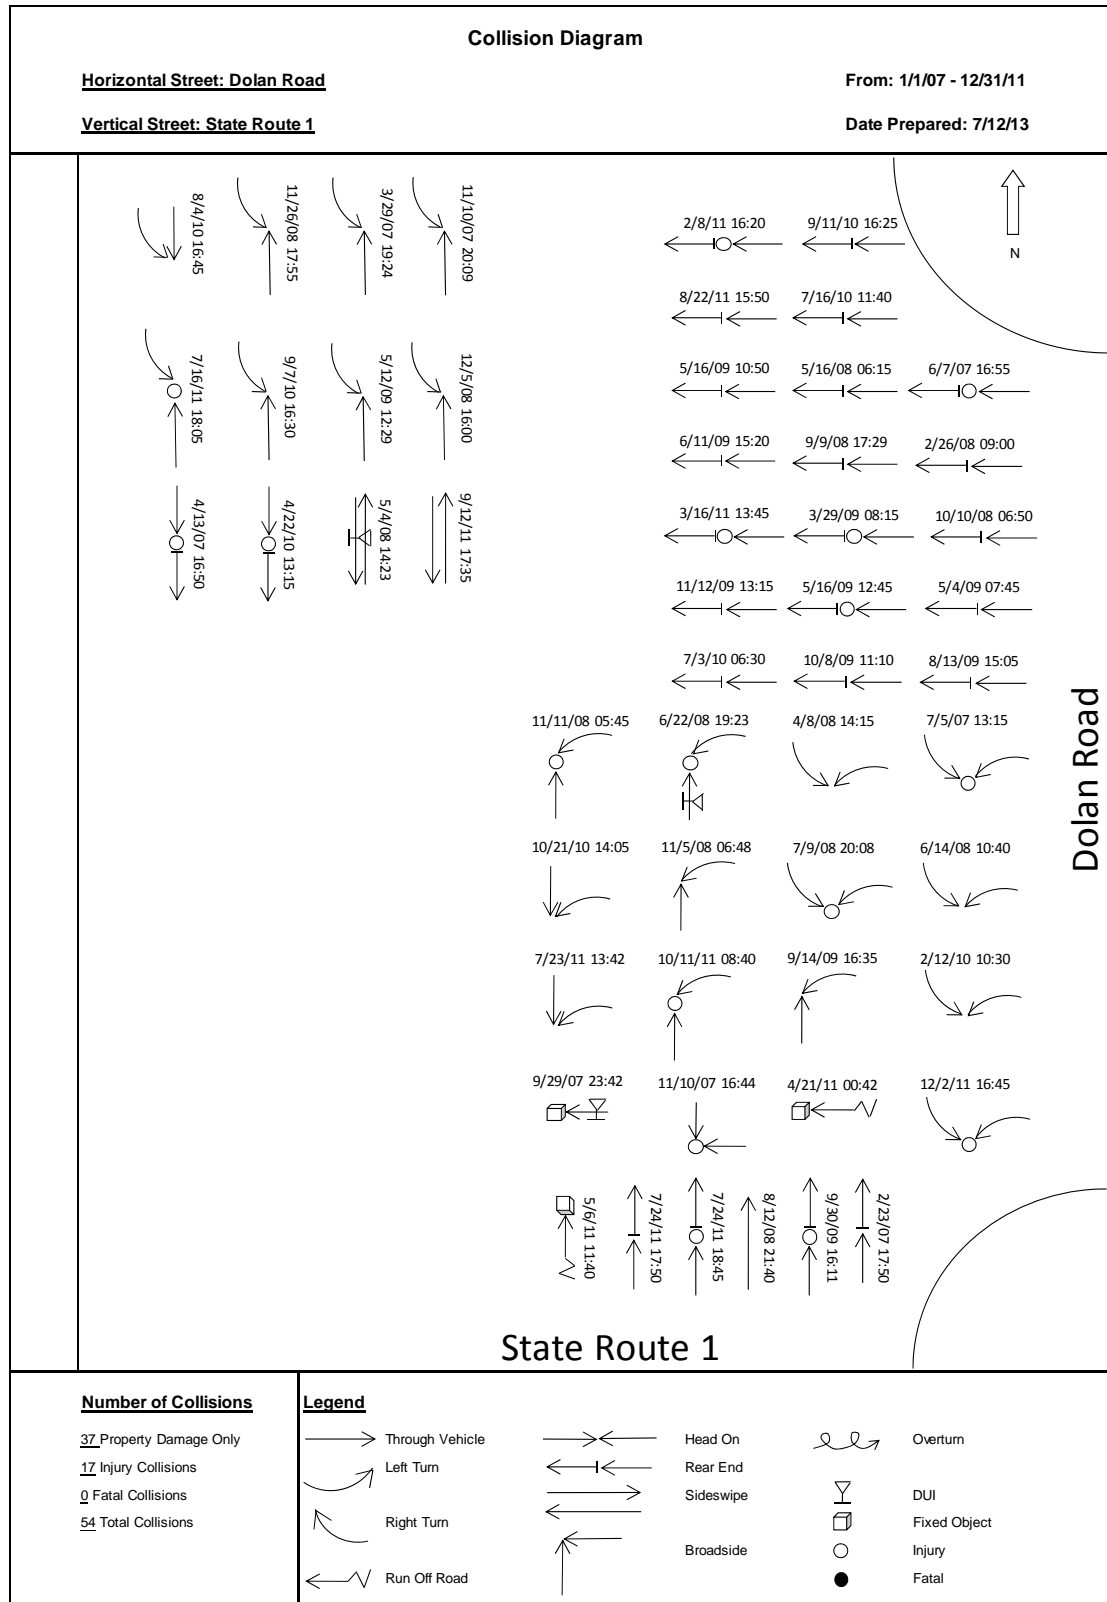 Collision Diagram
Horizontal Street: Dolan Road
From: 1/1/07 - 12/31/11
Vertical Street: State Route 1
Date Prepared: 7/12/13
8/4/10 16:45
11/26/08 17:55
3/29/07 19:24
11/10/07 20:09
7/16/11 18:05
9/7/10 16:30
5/12/09 12:29
12/5/08 16:00
4/13/07 16:50
4/22/10 13:15
5/4/08 14:23
9/12/11 17:35
N
2/8/11 16:20 9/11/10 16:25
8/22/11 15:50 7/16/10 11:40
5/16/09 10:50 5/16/08 06:15 6/7/07 16:55
6/11/09 15:20 9/9/08 17:29 2/26/08 09:00
3/16/11 13:45 3/29/09 08:15 10/10/08 06:50
11/12/09 13:15 5/16/09 12:45 5/4/09 07:45
7/3/10 06:30 10/8/09 11:10 8/13/09 15:05
11/11/08 05:45 6/22/08 19:23 4/8/08 14:15 7/5/07 13:15
10/21/10 14:05 11/5/08 06:48 7/9/08 20:08 6/14/08 10:40
7/23/11 13:42 10/11/11 08:40 9/14/09 16:35 2/12/10 10:30
9/29/07 23:42 11/10/07 16:44 4/21/11 00:42 12/2/11 16:45
5/6/11 11:40
7/24/11 17:50
7/24/11 18:45
8/12/08 21:40
9/30/09 16:11
2/23/07 17:50
Dolan Road
State Route 1
Number of Collisions
37 Property Damage Only
17 Injury Collisions
0 Fatal Collisions
54 Total Collisions
Legend
Through Vehicle
Left Turn
Right Turn
Run Off Road
Head On
Rear End
Sideswipe
Broadside
Overturn
DUI
Fixed Object
Injury
Fatal